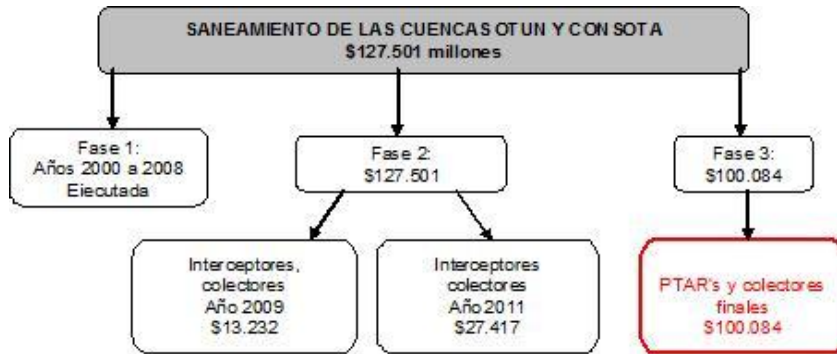 SANEAMIENTO DE LAS CUENCAS OTUN Y CONSOTA
$127.501 millones
Fase 1:
Años 2000 a 2008
Ejecutada
Fase 2:
$127.501
Fase 3:
$100.084
Interceptores,
colectores
Año 2009
$13.232
Interceptores
colectores
Año 2011
$27.417
PTAR's y colectores
finales
$100.084